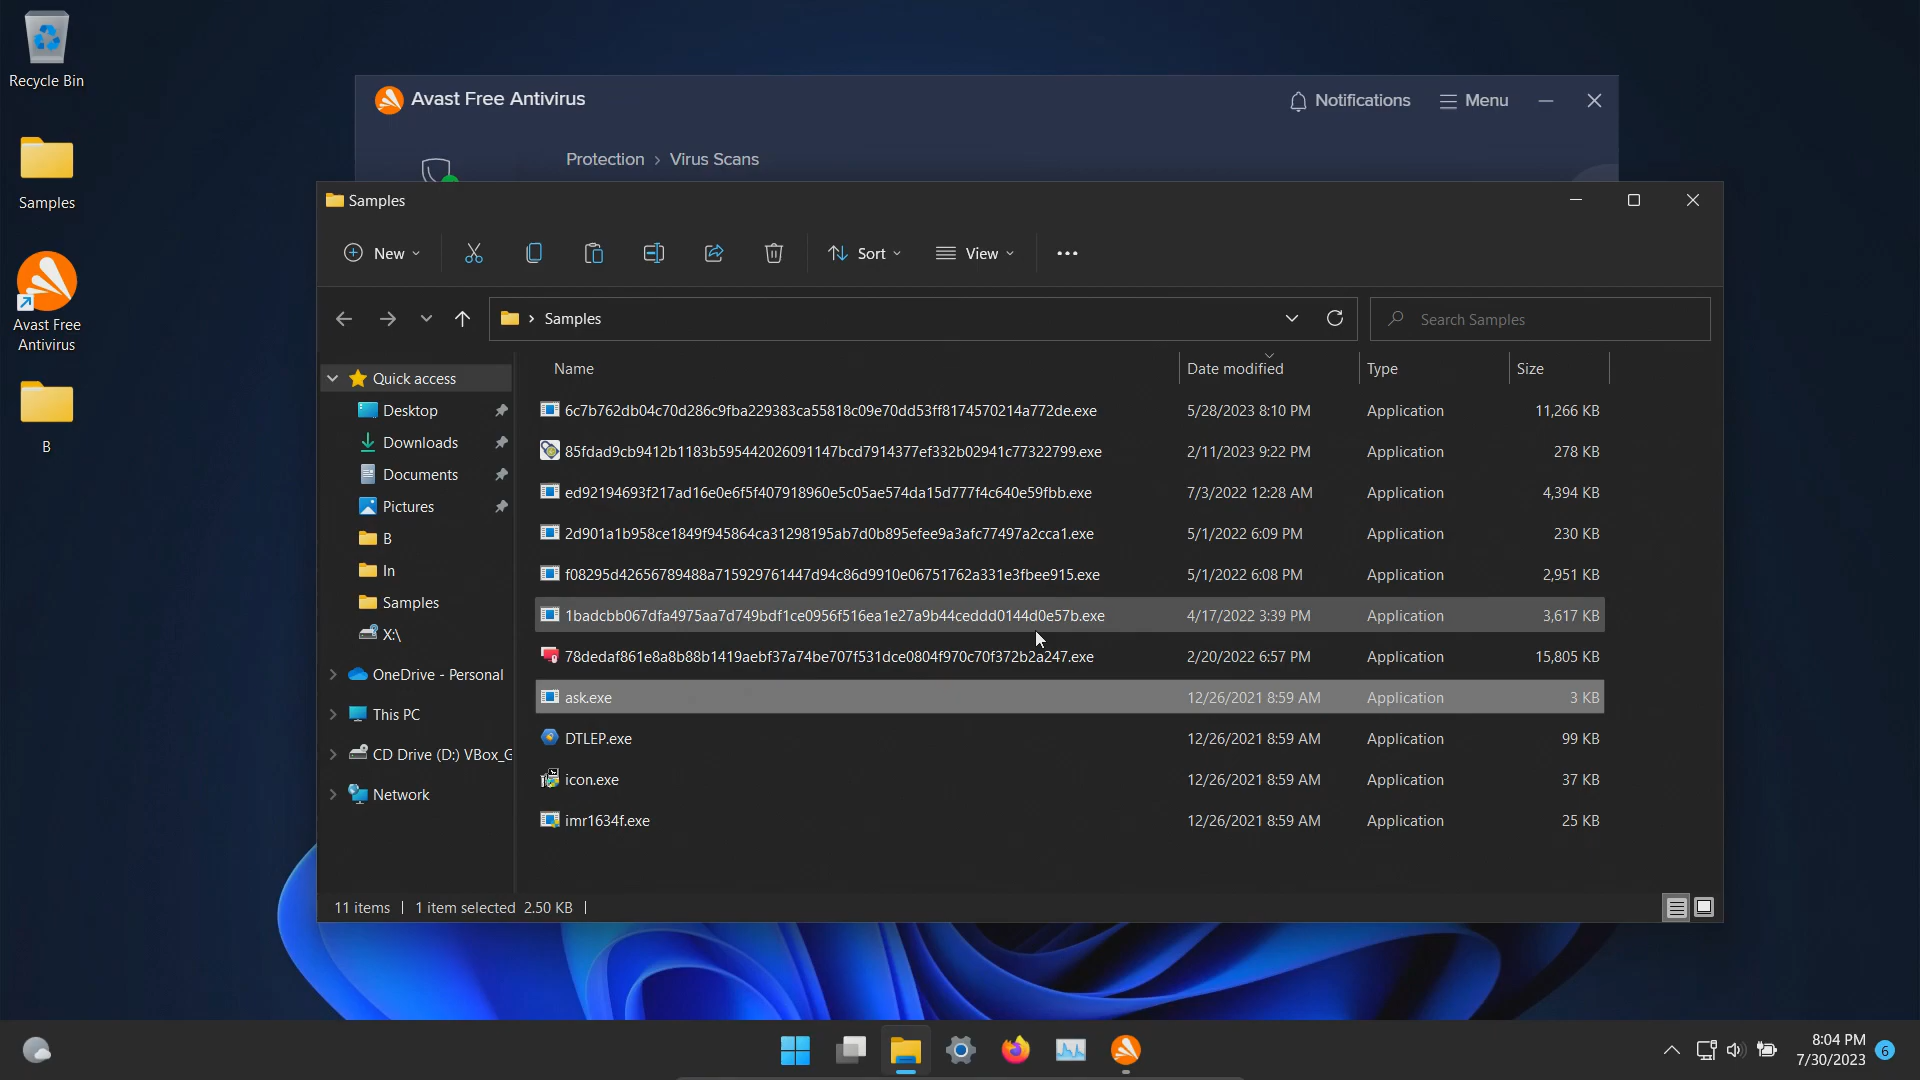 Recycle Bin
Samples
Avast Free
Antivirus
B
Avast Free Antivirus
Notifications
Menu
Protection › Virus Scans
Samples
New
Sort
View
Samples
Search Samples
Quick access
Desktop
Downloads
Documents
Pictures
B
In
Samples
X:\
OneDrive - Personal
This PC
CD Drive (D:) VBox_G
Network
Name Date modified Type Size
6c7b762db04c70d286c9fba229383ca55818c09e70dd53ff8174570214a772de.exe 5/28/2023 8:10 PM Application 11,266 KB
85fdad9cb9412b1183b595442026091147bcd7914377ef332b02941c77322799.exe 2/11/2023 9:22 PM Application 278 KB
ed92194693f217ad16e0e6f5f407918960e5c05ae574da15d777f4c640e59fbb.exe 7/3/2022 12:28 AM Application 4,394 KB
2d901a1b958ce1849f945864ca31298195ab7d0b895efee9a3afc77497a2cca1.exe 5/1/2022 6:09 PM Application 230 KB
f08295d42656789488a715929761447d94c86d9910e06751762a331e3fbee915.exe 5/1/2022 6:08 PM Application 2,951 KB
1badcbb067dfa4975aa7d749bdf1ce0956f516ea1e27a9b44ceddd0144d0e57b.exe 4/17/2022 3:39 PM Application 3,617 KB
78dedaf861e8a8b88b1419aebf37a74be707f531dce0804f970c70f372b2a247.exe 2/20/2022 6:57 PM Application 15,805 KB
ask.exe 12/26/2021 8:59 AM Application 3 KB
DTLEP.exe 12/26/2021 8:59 AM Application 99 KB
icon.exe 12/26/2021 8:59 AM Application 37 KB
imr1634f.exe 12/26/2021 8:59 AM Application 25 KB
11 items 1 item selected 2.50 KB
8:04 PM
7/30/2023
6